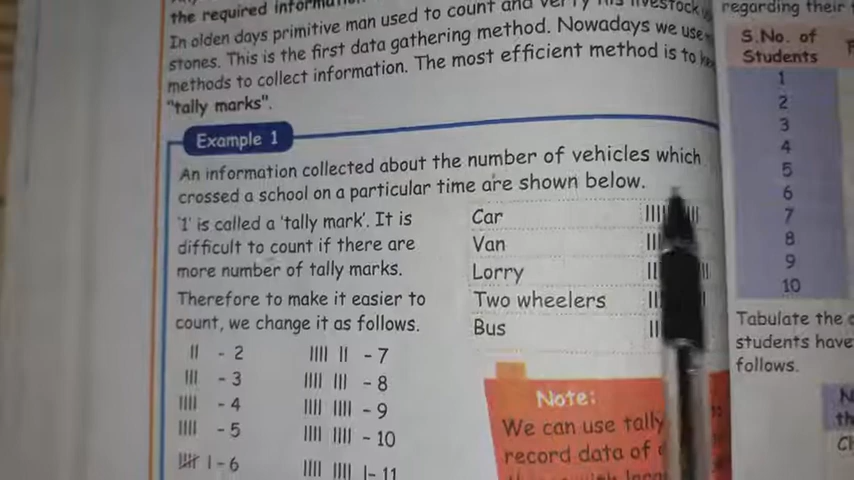 the required
In olden days primitive man used to count and livestock
stones. This is the first data gathering method. Nowadays we use
methods to collect information. The most efficient method is to
"tally marks".
Example 1
An information collected about the number of vehicles which
crossed a school on a particular time are shown below.
'1' is called a 'tally mark'. It is
difficult to count if there are
more number of tally marks.
Therefore to make it easier to
count, we change it as follows.
|| - 2
||| - 3
|||| - 4
|||| - 5
|||| | - 6
|||| || - 7
|||| ||| - 8
|||| |||| - 9
|||| |||| - 10
|||| |||| |- 11
Car
Van
Lorry
Two wheelers
Bus
Note:
We can use tally
record data of
regarding their
S.No. of
Students
1
2
3
4
5
6
7
8
9
10
Tabulate the
students have
follows.